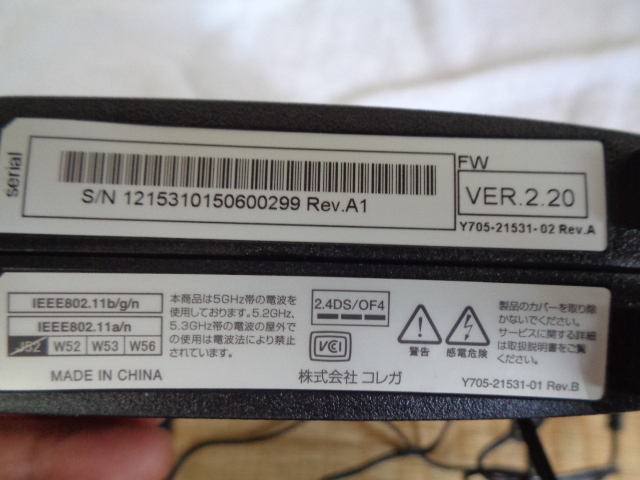 serial
S/N 1215310150600299 Rev.A1
FW
VER.2.20
Y705-21531-02 Rev.A
IEEE802.11b/g/n
IEEE802.11a/n
J52 W52 W53 W56
MADE IN CHINA
本商品は5GHz帯の電波を
使用しております。5.2GHz、
5.3GHz帯の電波の屋外で
の使用は電波法により禁止
されています。
2.4DS/OF4
VCI
株式会社 コレガ
警告
感電危険
製品のカバーを取り除
かないでください。
サービスに関する詳細
は取扱説明書をご覧
ください。
Y705-21531-01 Rev.B